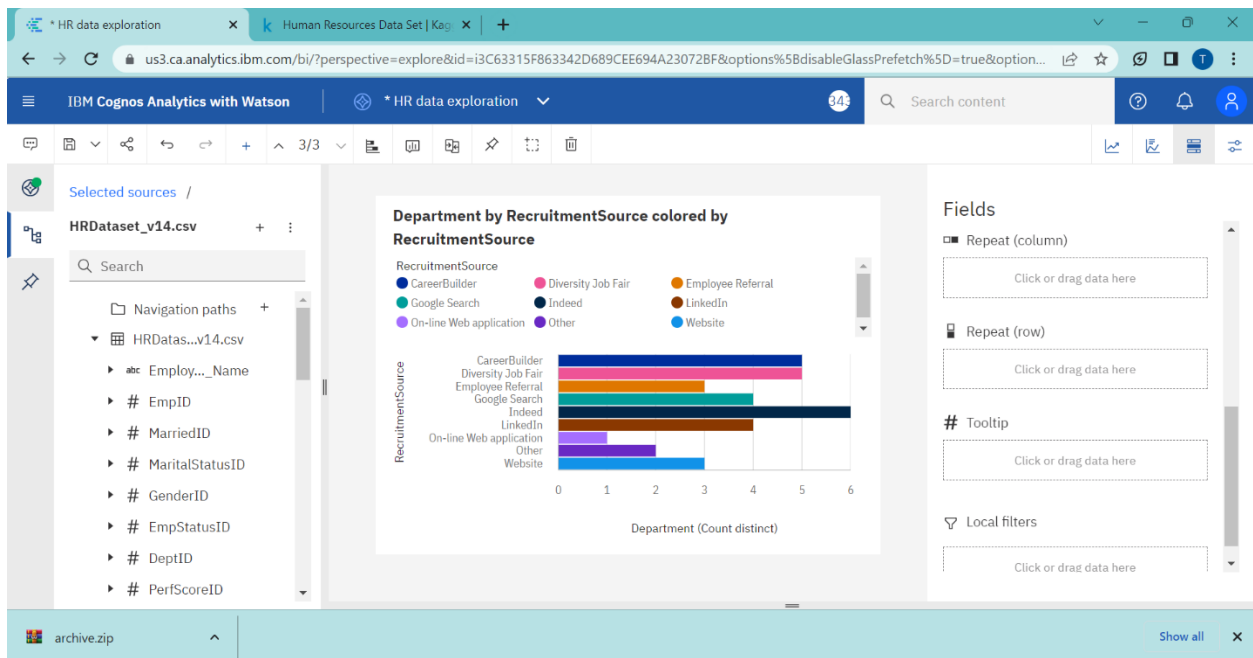 * HR data exploration
Human Resources Data Set | Kag
us3.ca.analytics.ibm.com/bi/?perspective=explore&id=i3C63315F863342D689CEE694A23072BF&options%5BdisableGlassPrefetch%5D=true&option...
T
IBM Cognos Analytics with Watson
* HR data exploration
343
Search content
3/3
Selected sources /
HRDataset_v14.csv
Search
Navigation paths
HRDatas...v14.csv
abc Employ..._Name
# EmpID
# MarriedID
# MaritalStatusID
# GenderID
# EmpStatusID
# DeptID
# PerfScoreID
Department by RecruitmentSource colored by
RecruitmentSource
RecruitmentSource
CareerBuilder Diversity Job Fair Employee Referral
Google Search Indeed LinkedIn
On-line Web application Other Website
RecruitmentSource
CareerBuilder
Diversity Job Fair
Employee Referral
Google Search
Indeed
LinkedIn
On-line Web application
Other
Website
0 1 2 3 4 5 6
Department (Count distinct)
Fields
Repeat (column)
Click or drag data here
Repeat (row)
Click or drag data here
# Tooltip
Click or drag data here
Local filters
Click or drag data here
archive.zip
Show all